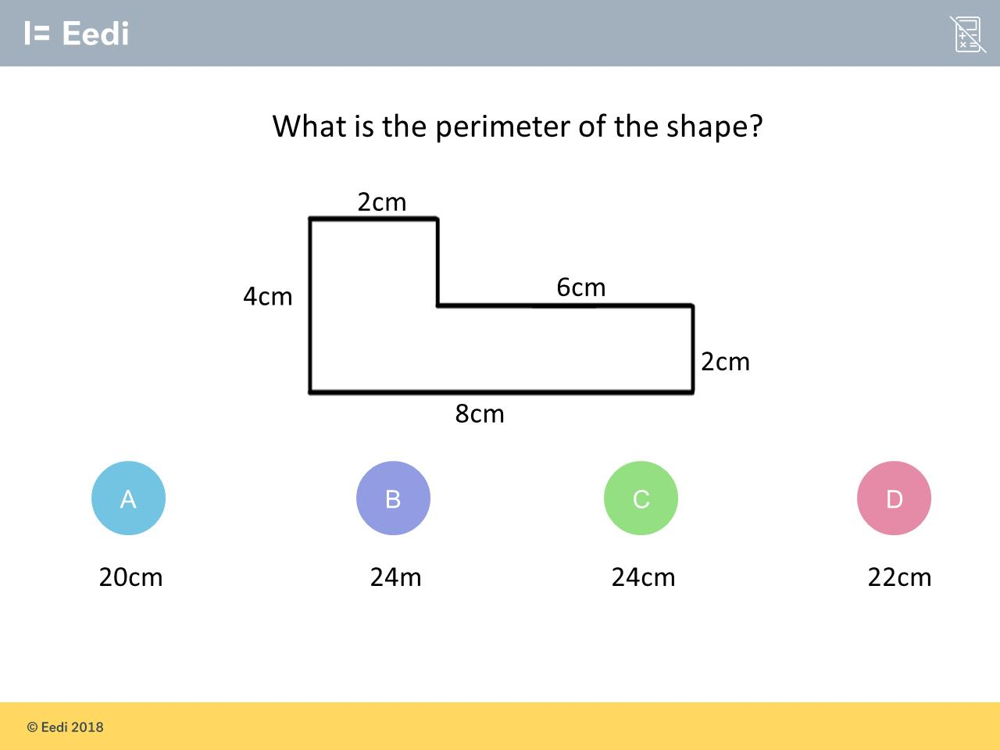 Eedi
What is the perimeter of the shape?
2cm
6cm
4cm
2cm
8cm
A B C D
20cm 24m 24cm 22cm
© Eedi 2018